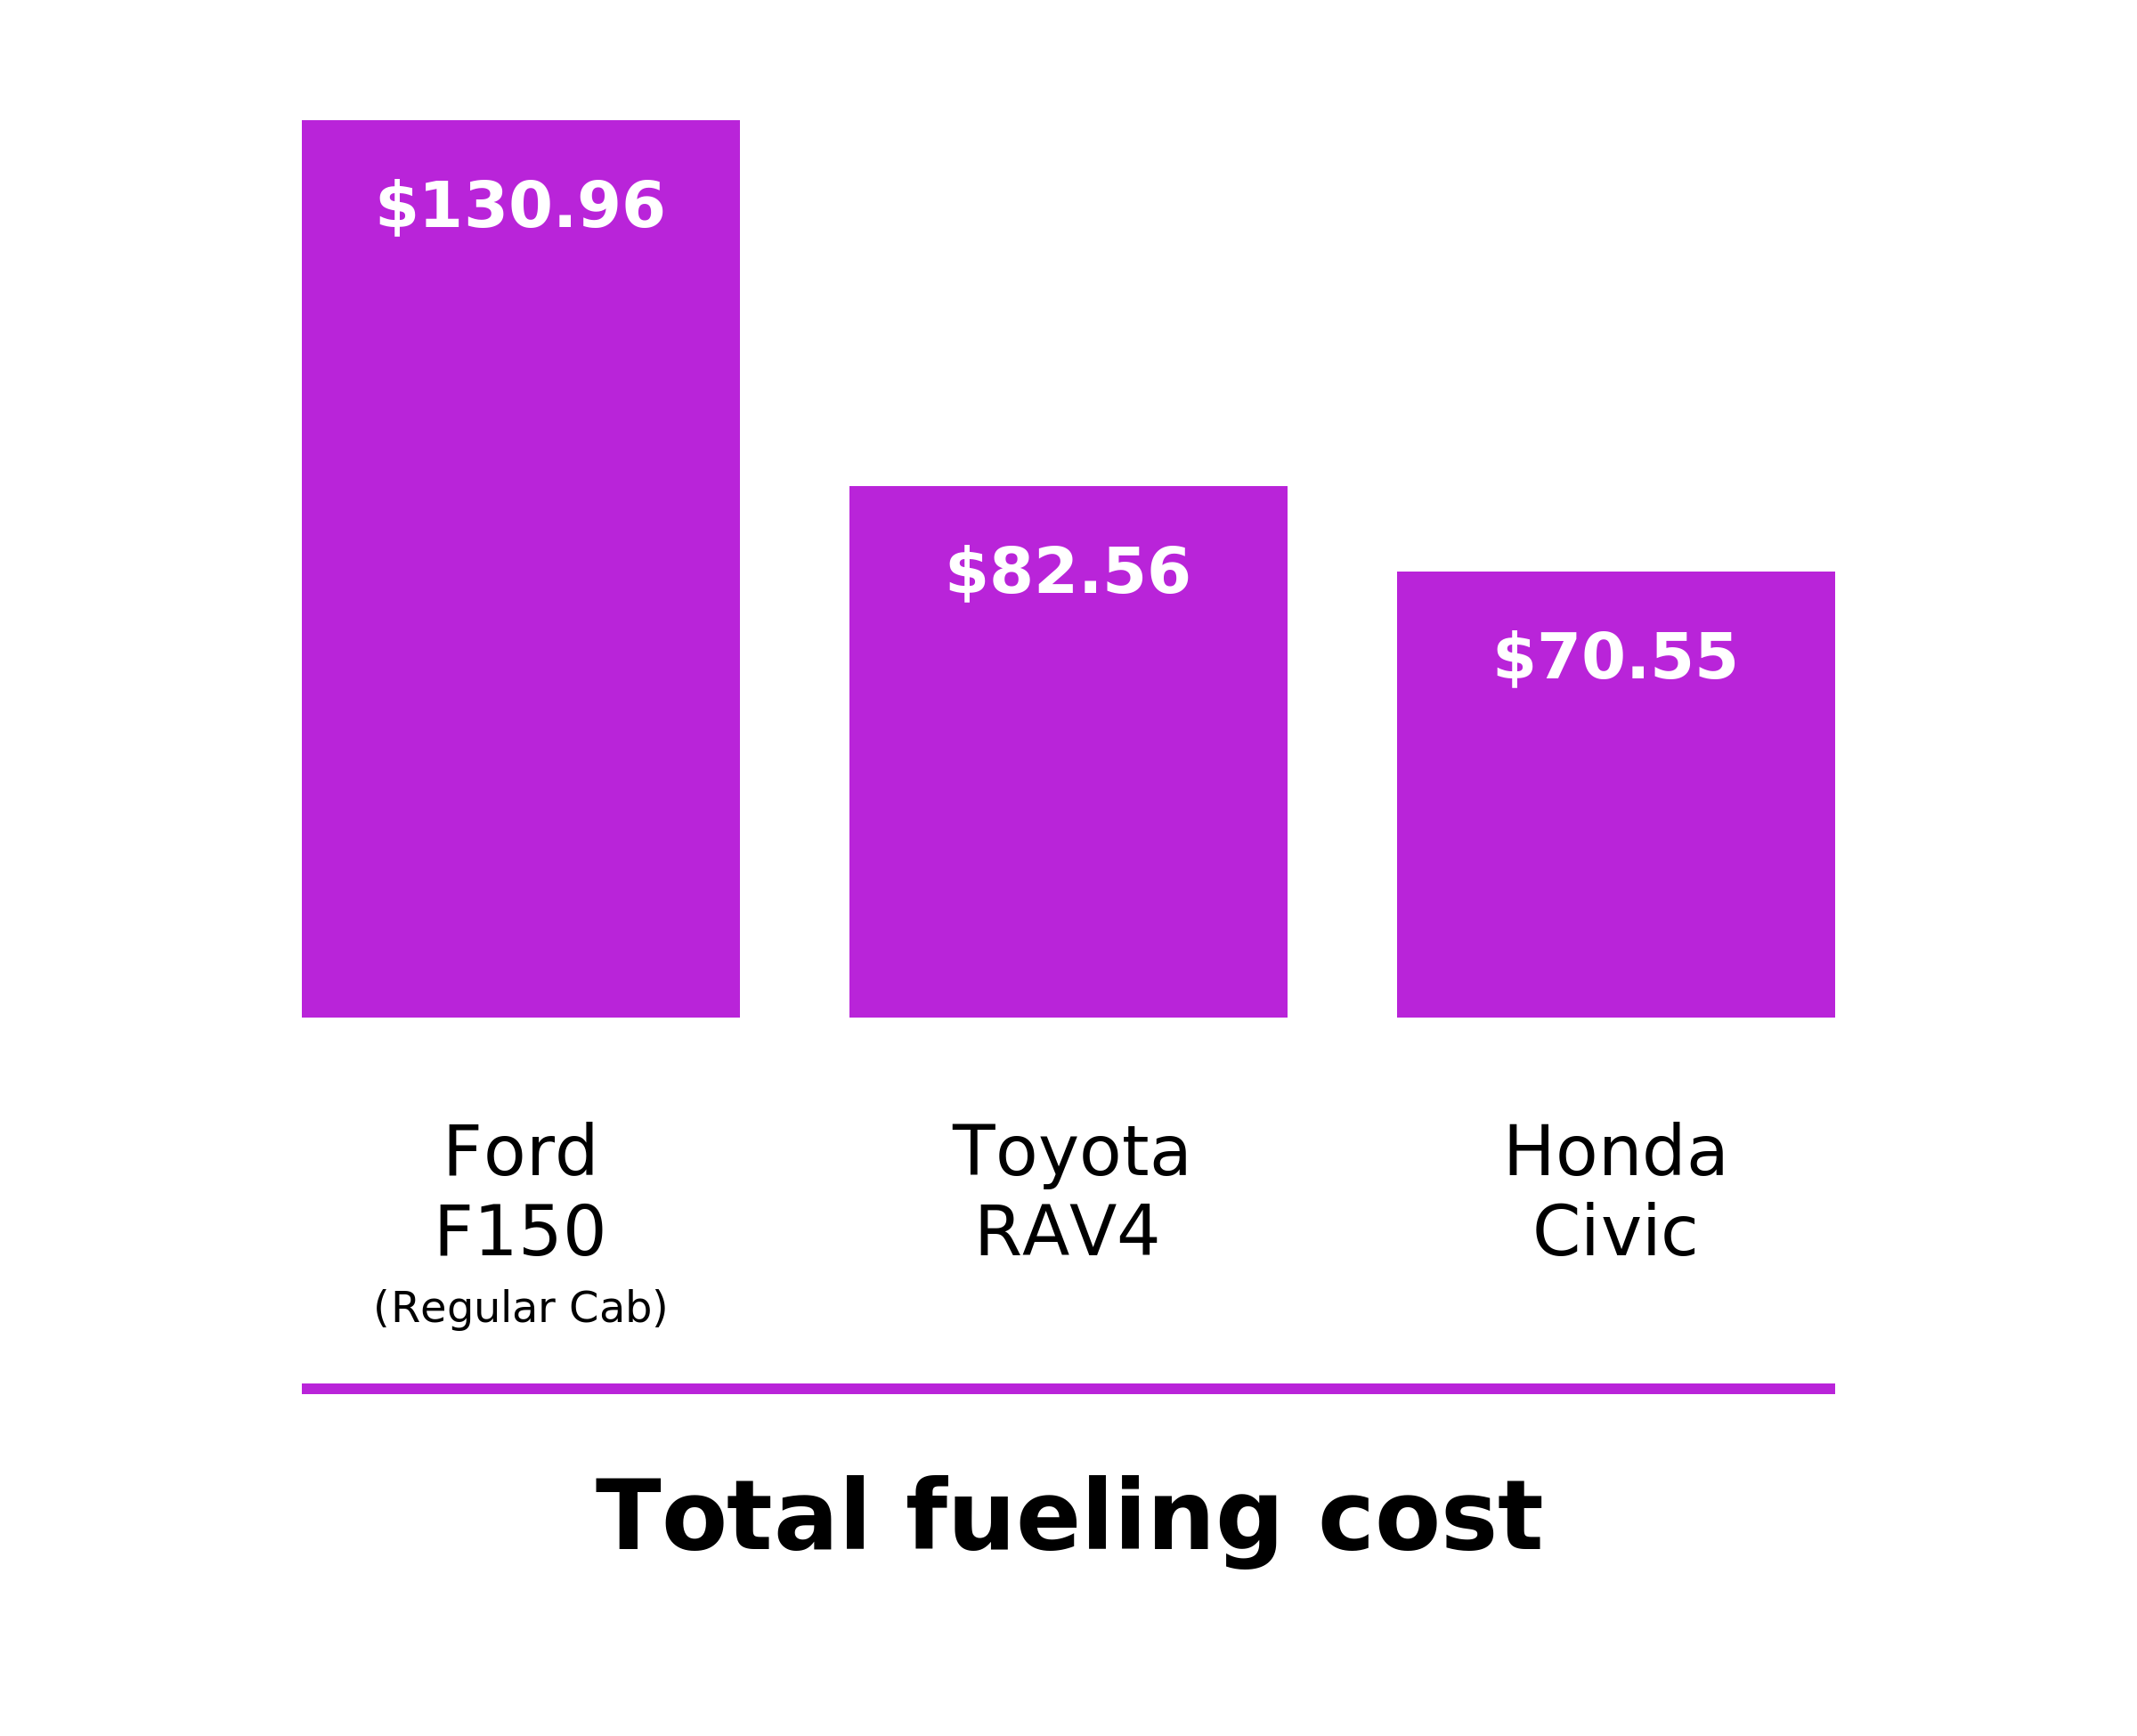 $130.96
$82.56
$70.55
Ford
F150
(Regular Cab)
Toyota
RAV4
Honda
Civic
Total fueling cost